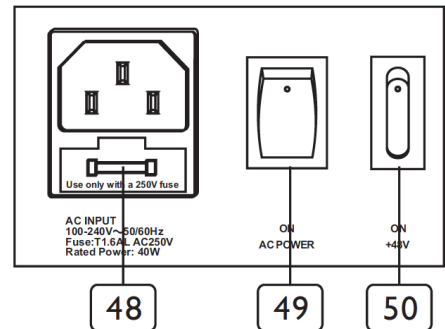 Use only with a 250V fuse
AC INPUT
100-240V~50/60Hz
Fuse:T1.6AL AC250V
Rated Power: 40W
ON
AC POWER
ON
+48V
48
49
50